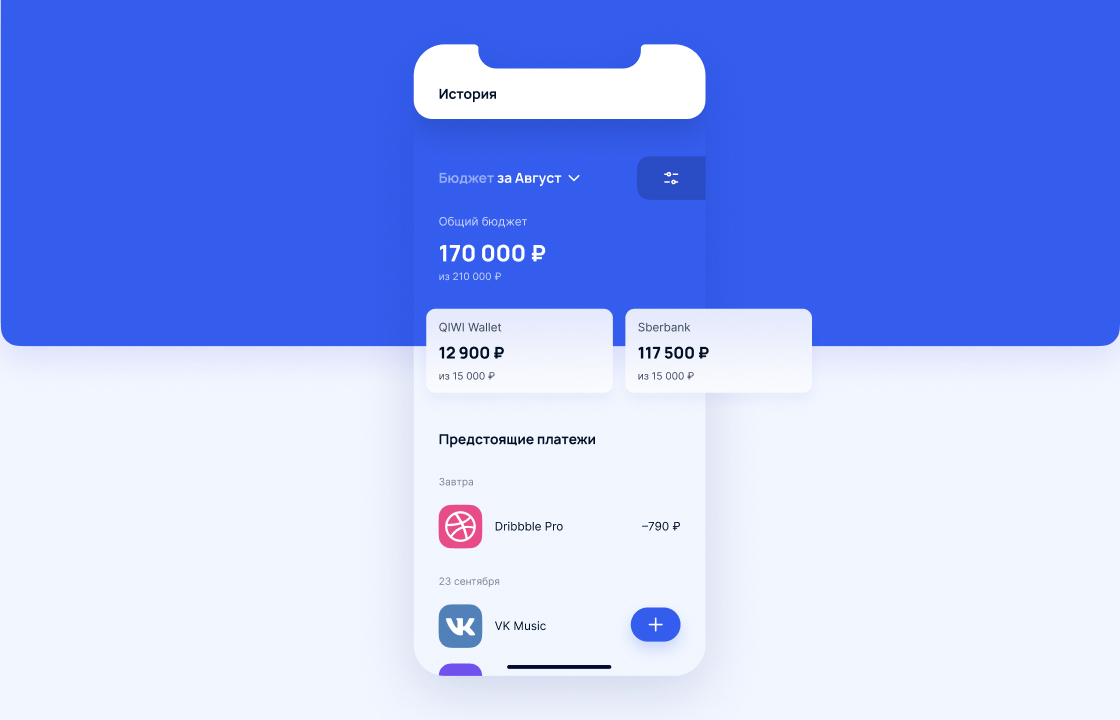 История
Бюджет за Август
Общий бюджет
170 000 ₽
из 210 000 ₽
QIWI Wallet
12 900 ₽
из 15 000 ₽
Sberbank
117 500 ₽
из 15 000 ₽
Предстоящие платежи
Завтра
Dribbble Pro
–790 ₽
23 сентября
VK Music